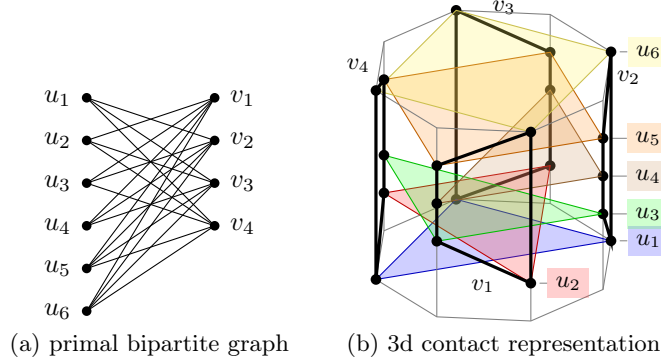 u1 v1
u2 v2
u3 v3
u4 v4
u5
u6
(a) primal bipartite graph
v3
u6
v4
v2
u5
u4
u3
u1
v1
u2
(b) 3d contact representation